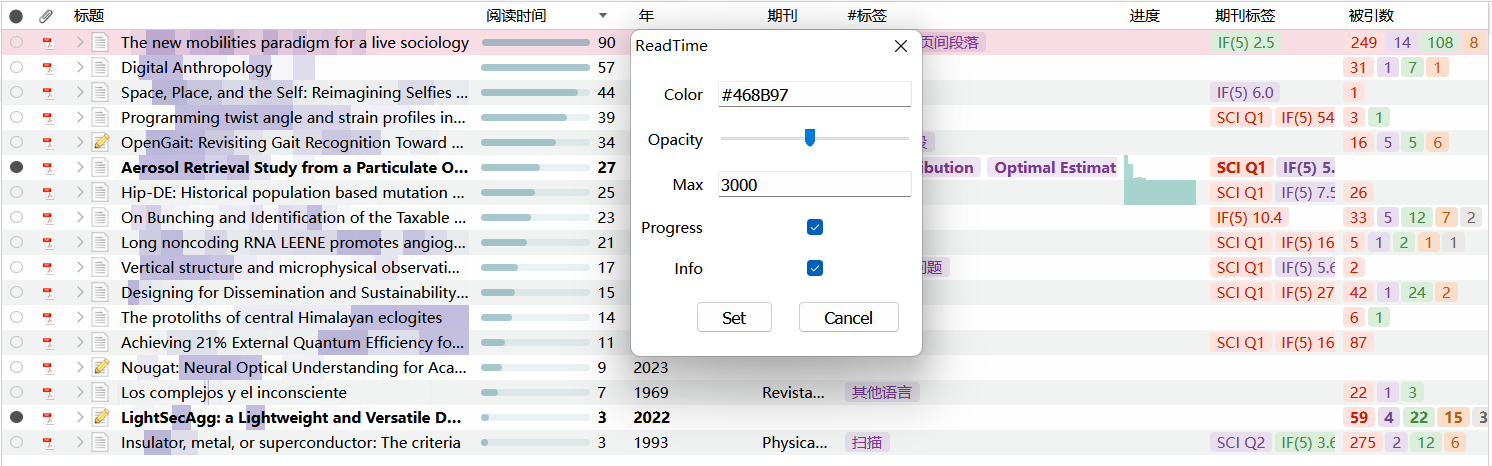 标题 阅读时间 年 期刊 #标签 进度 期刊标签 被引数
The new mobilities paradigm for a live sociology 90 页间段落 IF(5) 2.5 249 14 108 8
ReadTime
Digital Anthropology 57 31 1 7 1
Space, Place, and the Self: Reimagining Selfies ... 44 IF(5) 6.0 1
Color #468B97
Programming twist angle and strain profiles in... 39 SCI Q1 IF(5) 54 3 1
OpenGait: Revisiting Gait Recognition Toward ... 34 16 5 5 6
Opacity
Aerosol Retrieval Study from a Particulate O... 27 ibution Optimal Estimat SCI Q1 IF(5) 5.
Hip-DE: Historical population based mutation ... 25 SCI Q1 IF(5) 7.5 26
Max 3000
On Bunching and Identification of the Taxable ... 23 IF(5) 10.4 33 5 12 7 2
Progress
Long noncoding RNA LEENE promotes angiog... 21 SCI Q1 IF(5) 16 5 1 2 1 1
Vertical structure and microphysical observati... 17 问题 SCI Q1 IF(5) 5.6 2
Info
Designing for Dissemination and Sustainability... 15 SCI Q1 IF(5) 27 42 1 24 2
The protoliths of central Himalayan eclogites 14 6 1
Set Cancel
Achieving 21% External Quantum Efficiency fo... 11 SCI Q1 IF(5) 16 87
Nougat: Neural Optical Understanding for Aca... 9 2023
Los complejos y el inconsciente 7 1969 Revista... 其他语言 22 1 3
LightSecAgg: a Lightweight and Versatile D... 3 2022 59 4 22 15 3
Insulator, metal, or superconductor: The criteria 3 1993 Physica... 扫描 SCI Q2 IF(5) 3.6 275 2 12 6